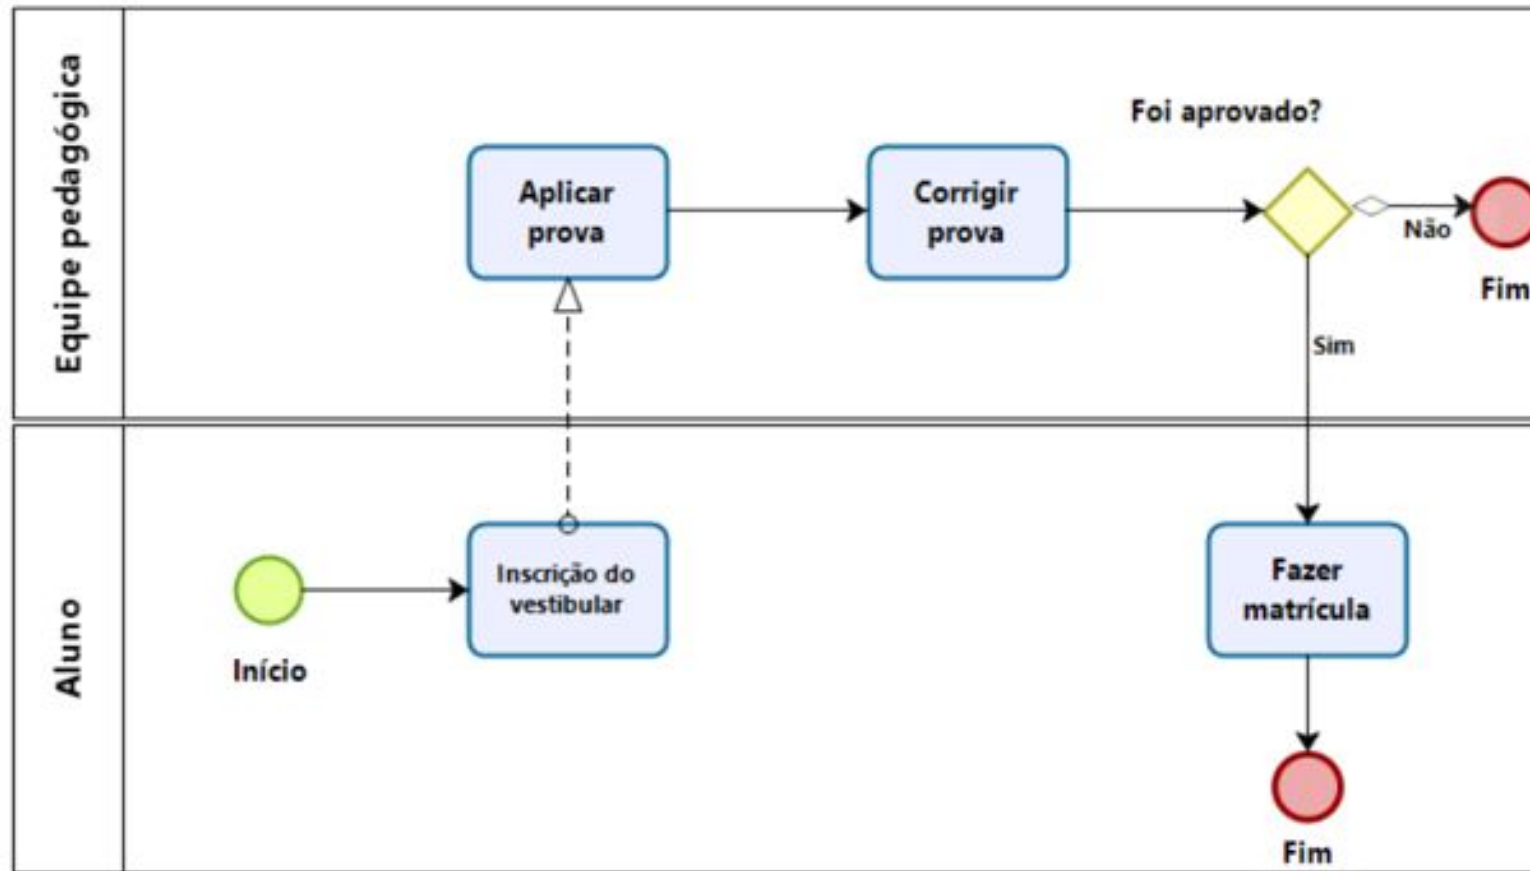 Equipe pedagógica
Foi aprovado?
Aplicar
prova
Corrigir
prova
Não
Fim
Sim
Aluno
Início
Inscrição do
vestibular
Fazer
matrícula
Fim